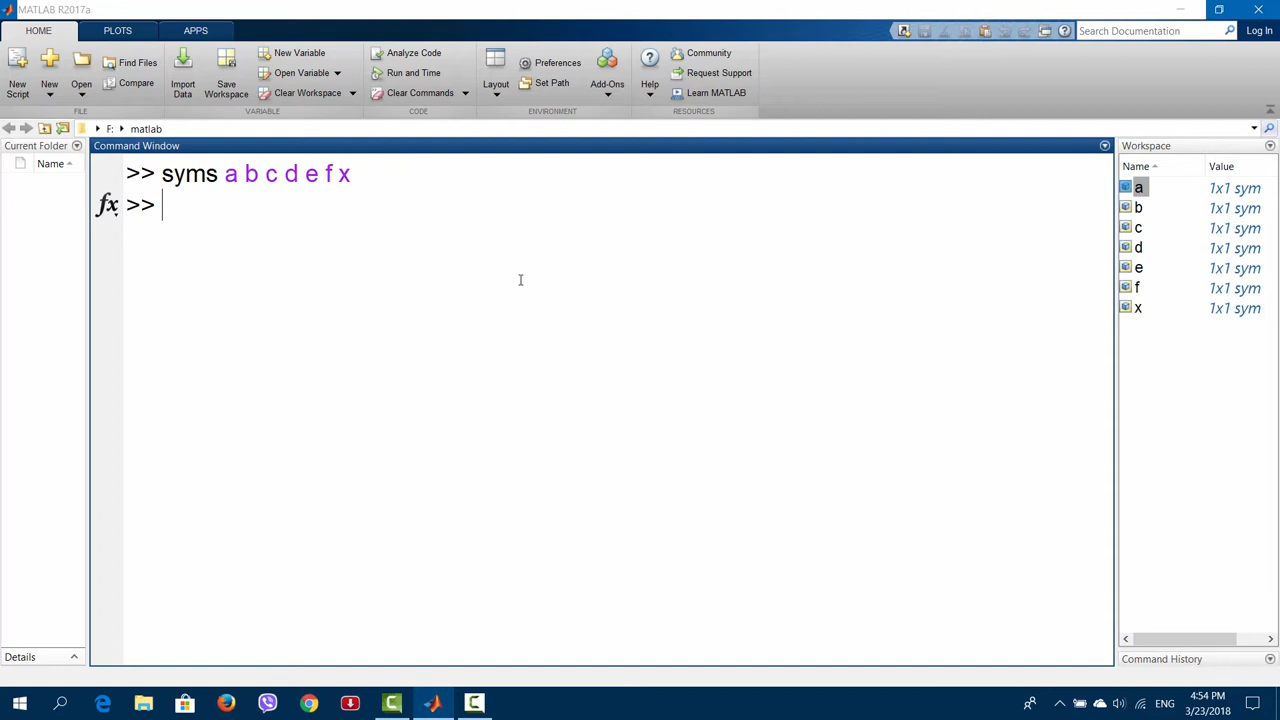 MATLAB R2017a
HOME PLOTS APPS
Search Documentation Log In
New Script
New
Open
Find Files
Compare
FILE
Import Data
Save Workspace
New Variable
Open Variable
Clear Workspace
VARIABLE
Analyze Code
Run and Time
Clear Commands
CODE
Layout
Preferences
Set Path
ENVIRONMENT
Add-Ons
Help
Community
Request Support
Learn MATLAB
RESOURCES
F: matlab
Current Folder
Name
Details
Command Window
>> syms a b c d e f x
fx >>
Workspace
Name Value
a 1x1 sym
b 1x1 sym
c 1x1 sym
d 1x1 sym
e 1x1 sym
f 1x1 sym
x 1x1 sym
Command History
ENG
4:54 PM
3/23/2018